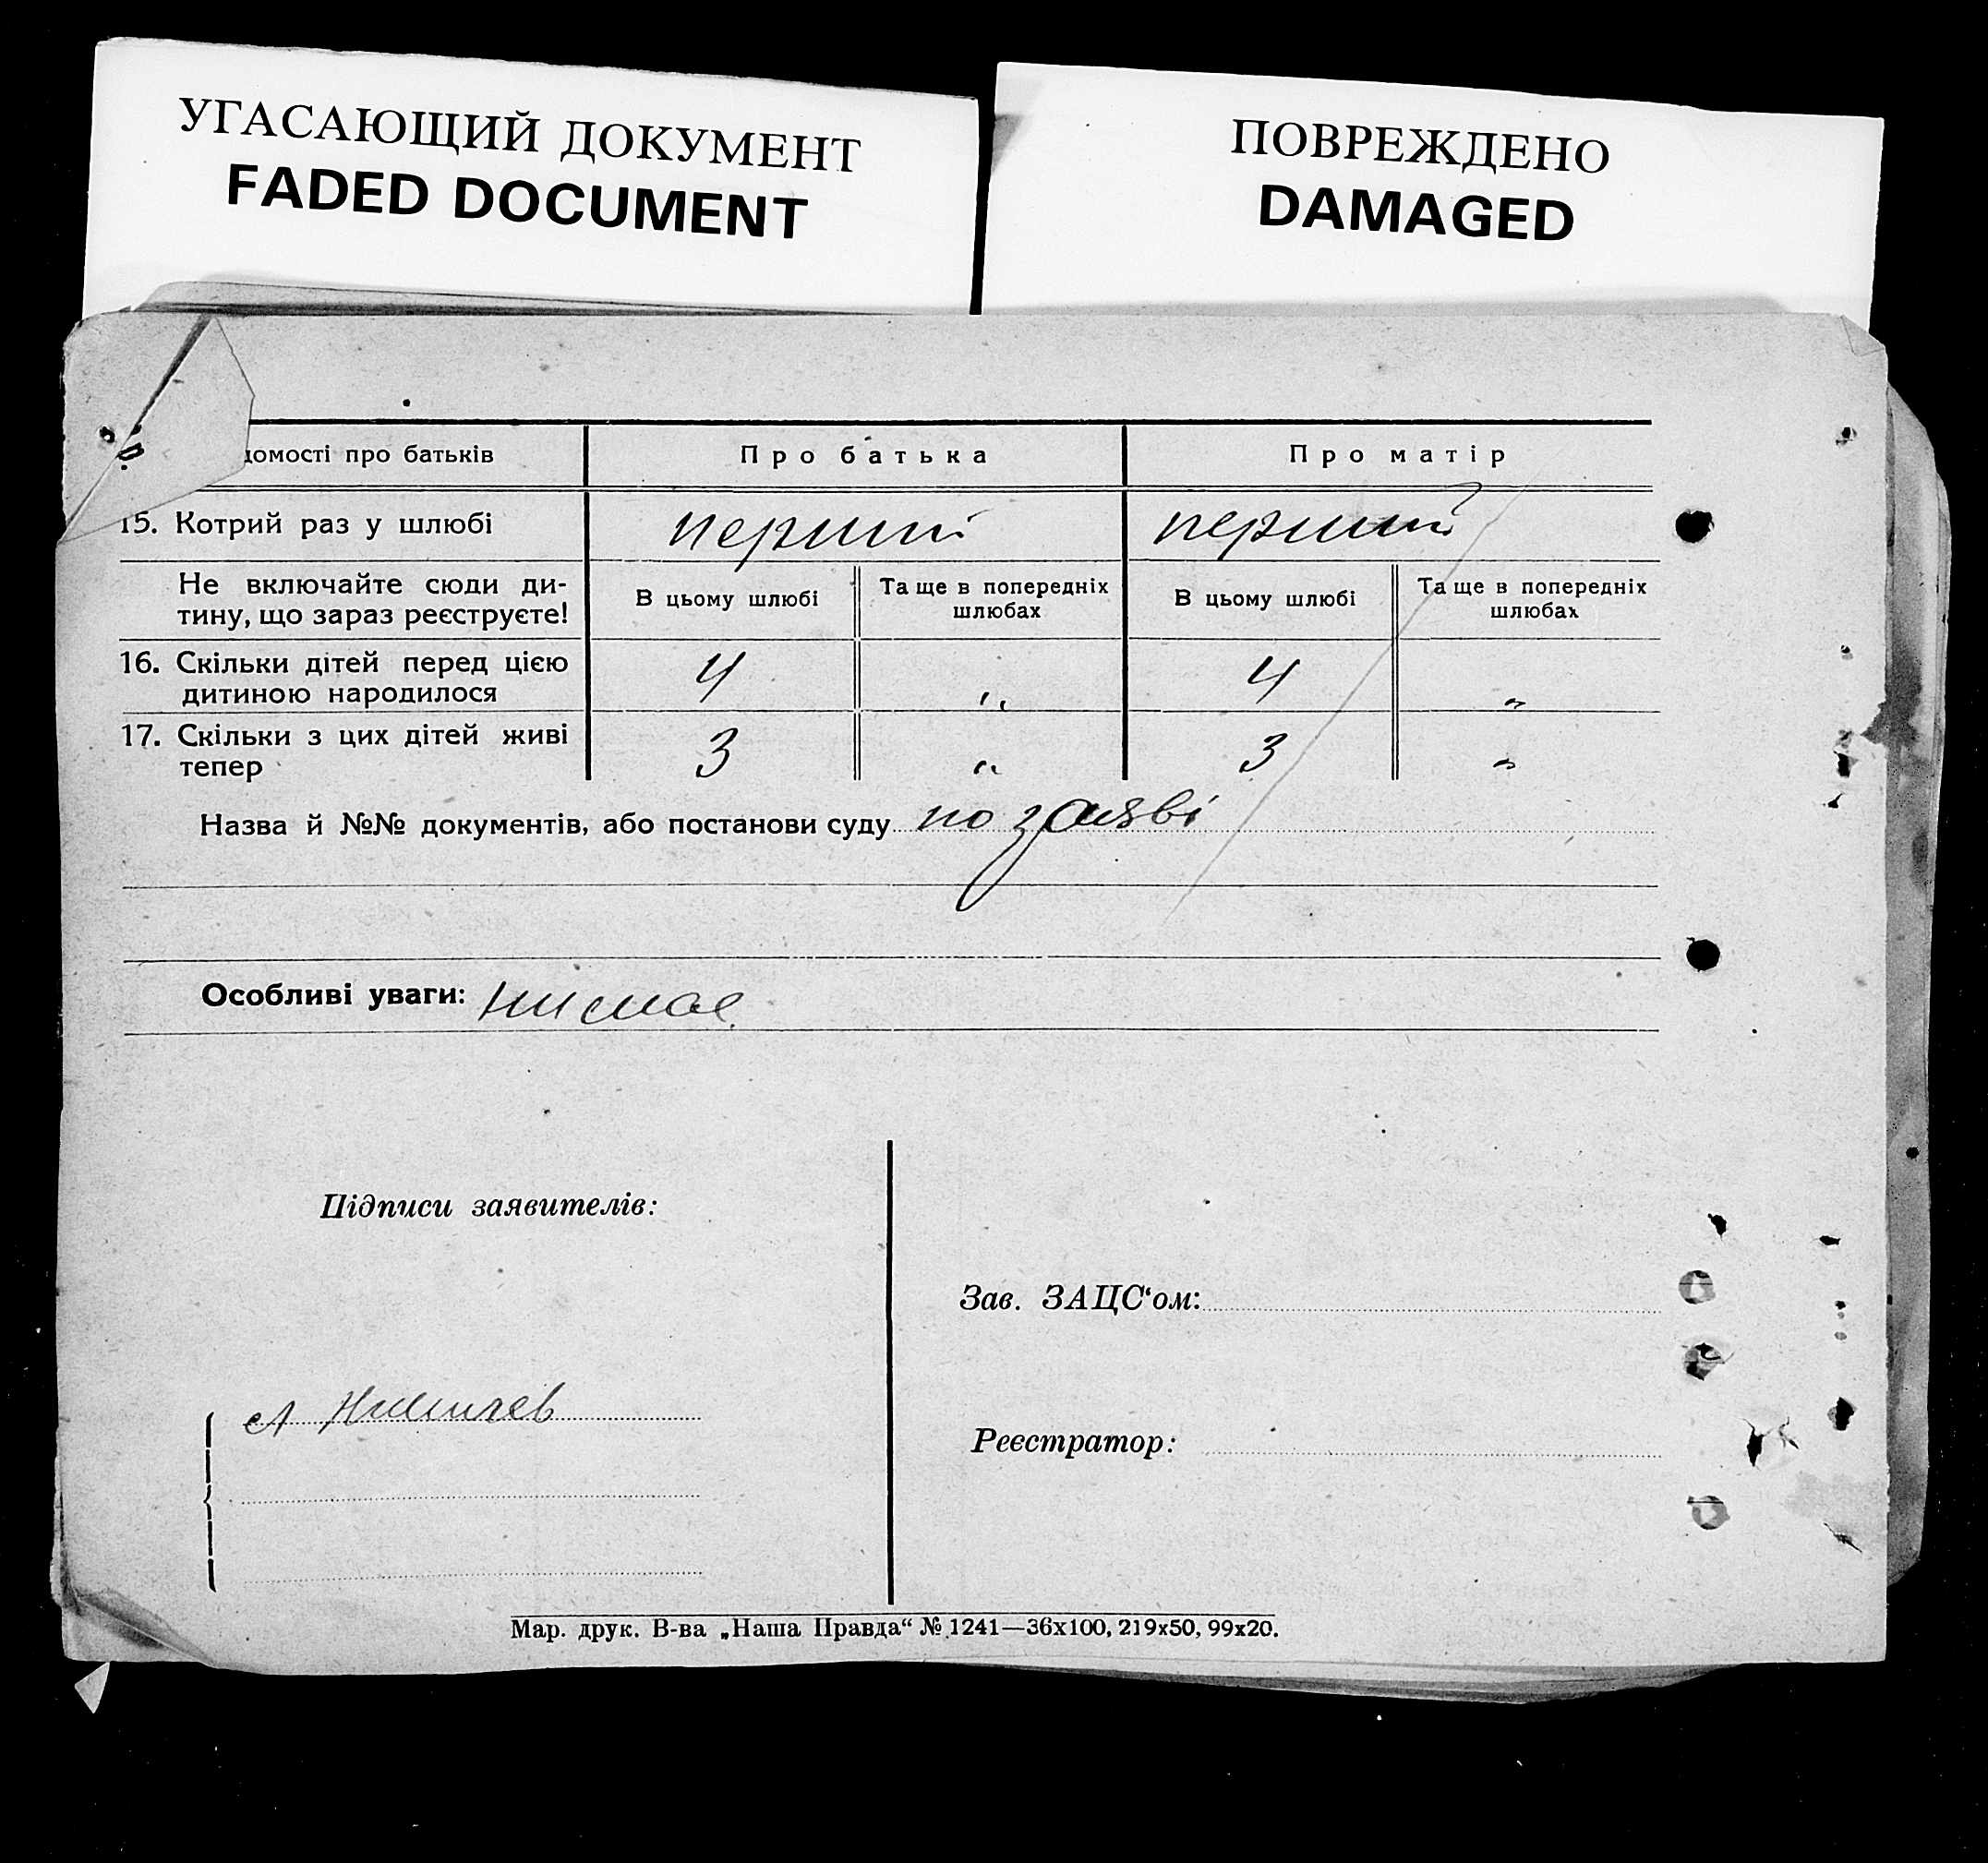 УГАСАЮЩИЙ ДОКУМЕНТ
FADED DOCUMENT
ПОВРЕЖДЕНО
DAMAGED
домості про батьків Про батька Про матір
15. Котрий раз у шлюбі перший перший
Не включайте сюди ди-
тину, що зараз реєструєте!
В цьому шлюбі
Та ще в попередніх
шлюбах
В цьому шлюбі
Та ще в попередніх
шлюбах
16. Скільки дітей перед цією
дитиною народилося
4 " 4 "
17. Скільки з цих дітей живі
тепер
3 " 3 "
Назва й №№ документів, або постанови суду по заяві
Особливі уваги: нимае
Підписи заявителів:
Зав. ЗАЦС‘ом:
Реєстратор:
Мар. друк. В-ва „Наша Правда“ № 1241—36х100, 219х50, 99х20.